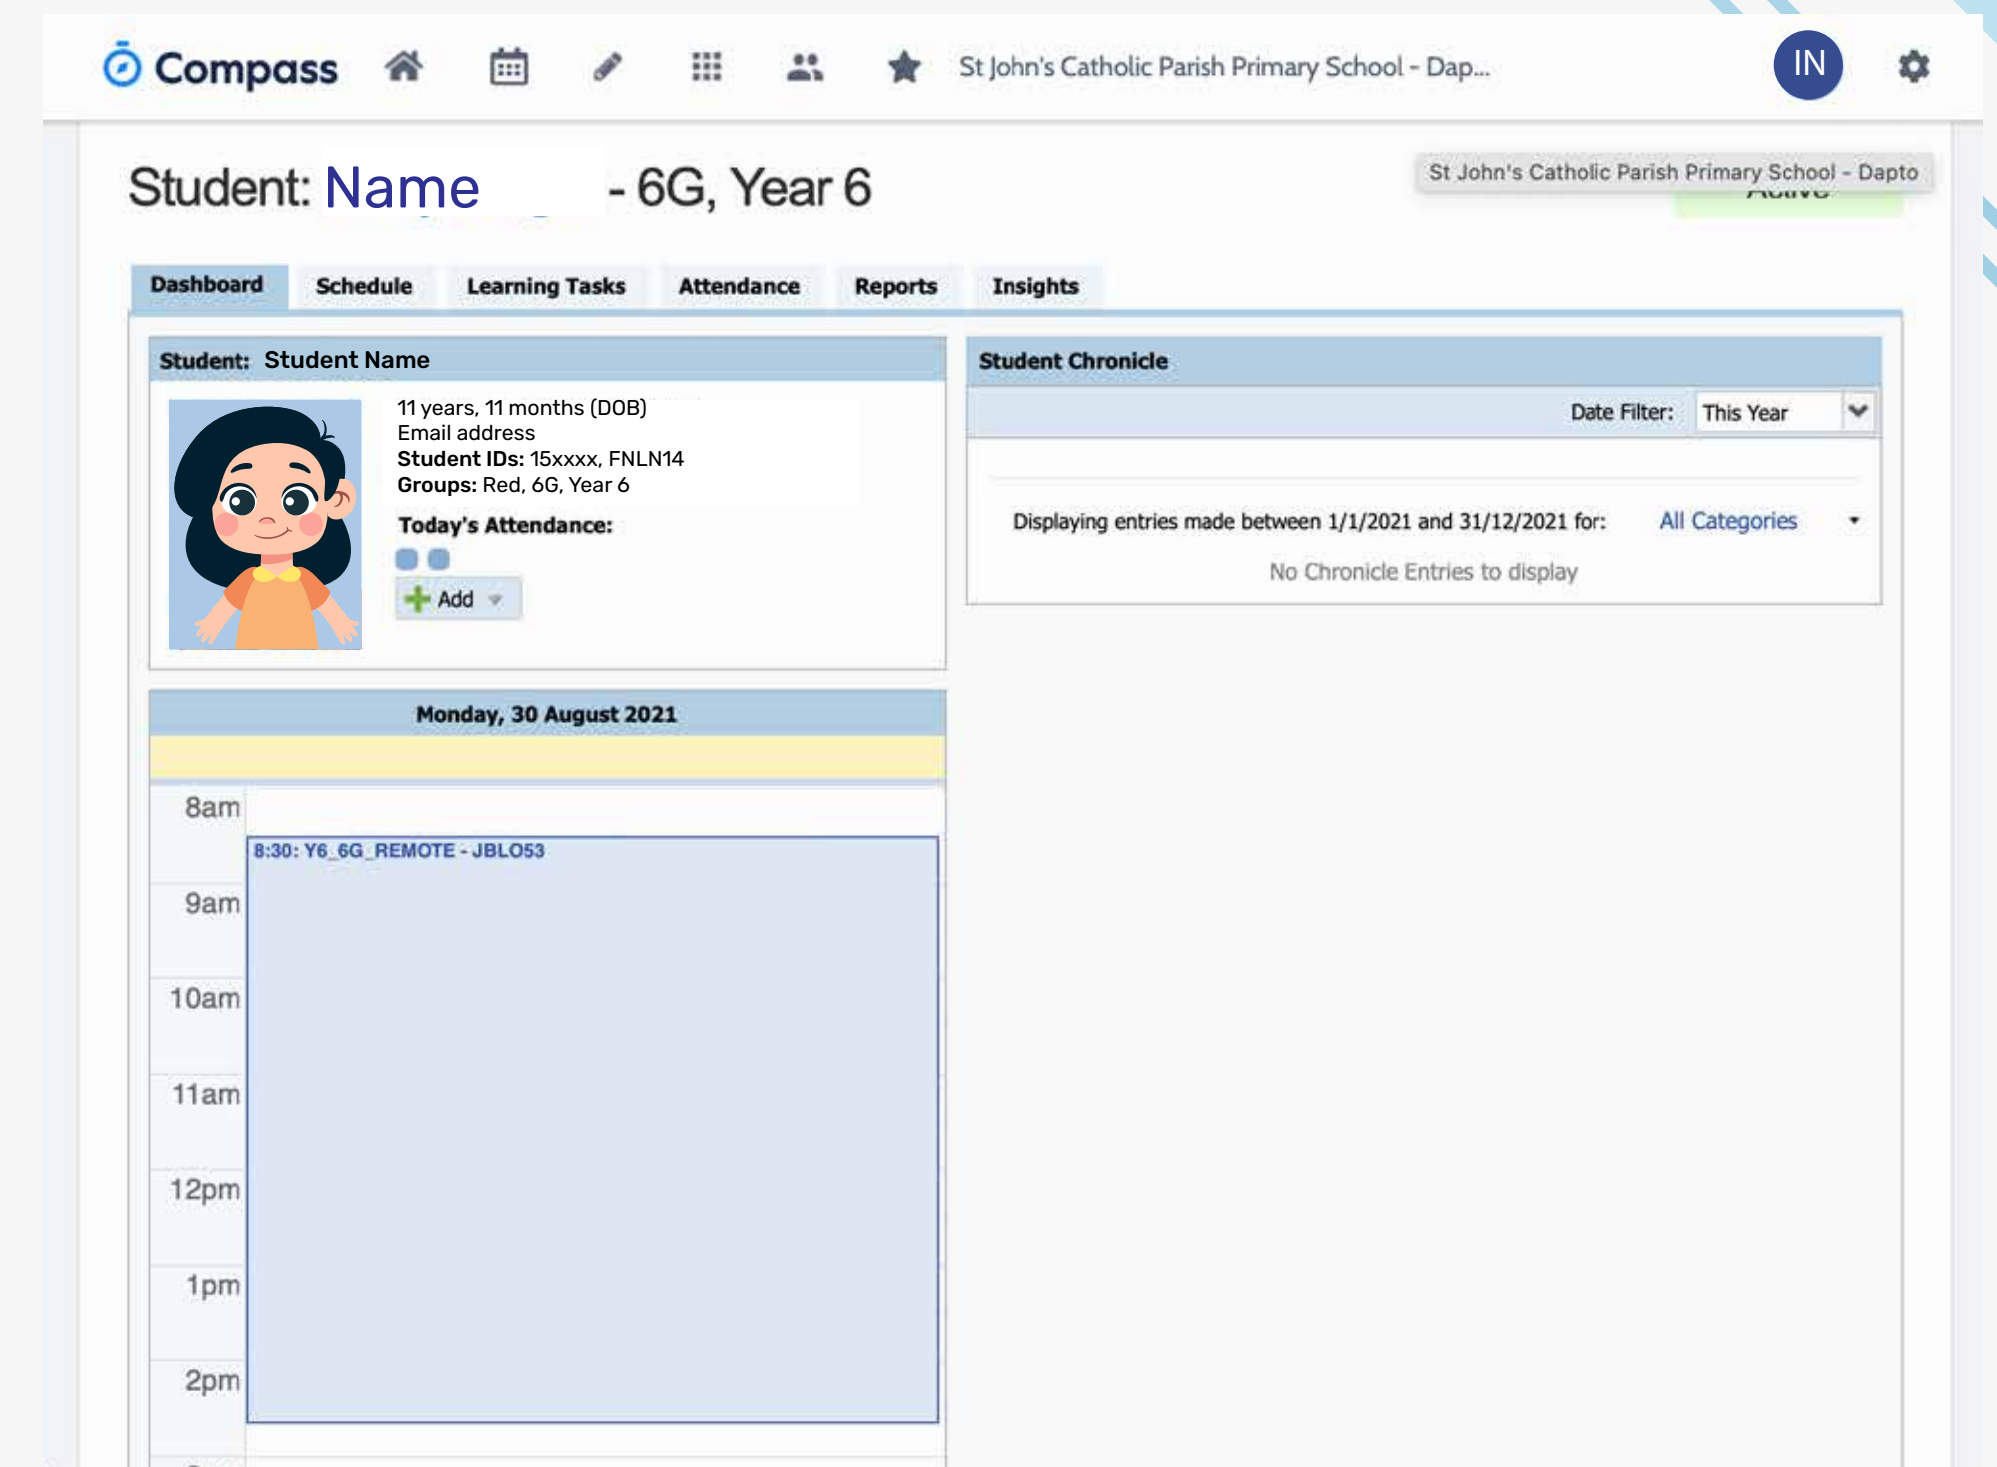 Compass
St John's Catholic Parish Primary School - Dap...
IN
Student: Name - 6G, Year 6
St John's Catholic Parish Primary School - Dapto
Active
Dashboard
Schedule
Learning Tasks
Attendance
Reports
Insights
Student: Student Name
11 years, 11 months (DOB)
Email address
Student IDs: 15xxxx, FNLN14
Groups: Red, 6G, Year 6
Today's Attendance:
Add
Student Chronicle
Date Filter: This Year
Displaying entries made between 1/1/2021 and 31/12/2021 for: All Categories
No Chronicle Entries to display
Monday, 30 August 2021
8am
8:30: Y6_6G_REMOTE - JBLO53
9am
10am
11am
12pm
1pm
2pm